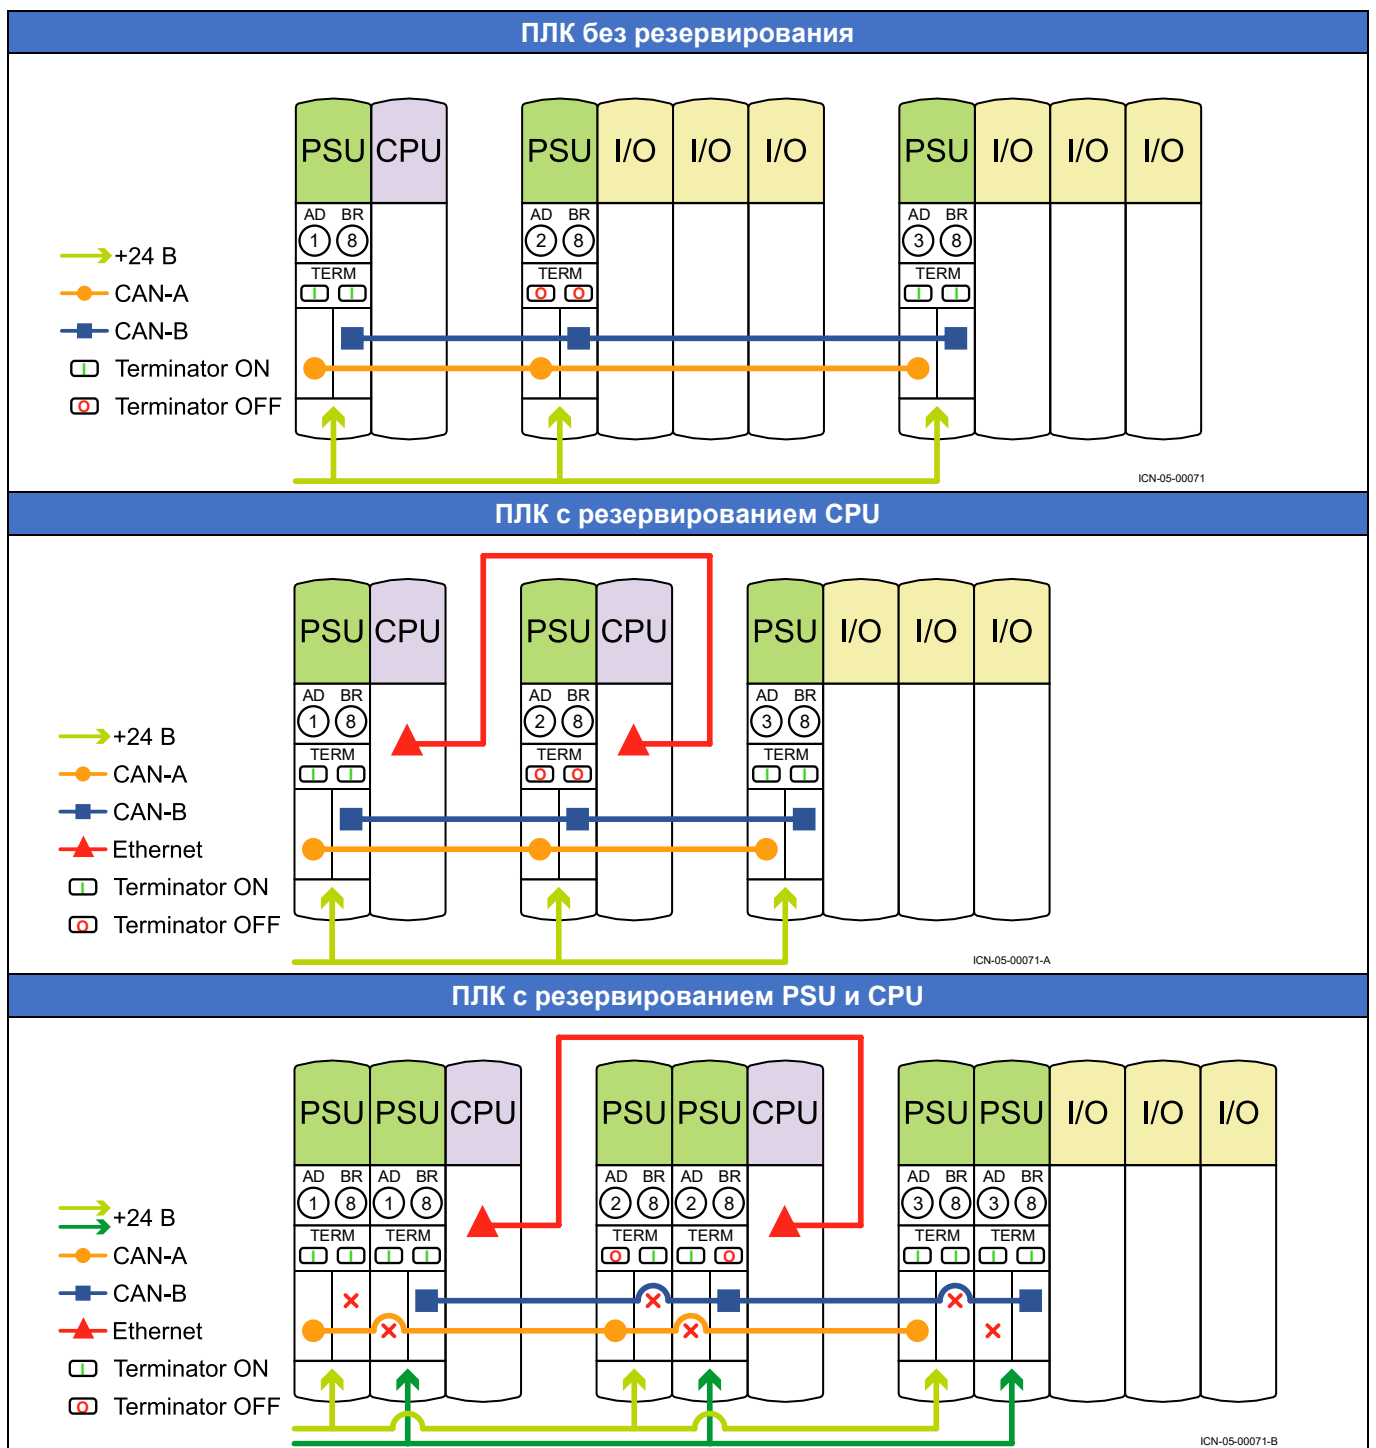 ПЛК без резервирования
PSU CPU PSU I/O I/O I/O PSU I/O I/O I/O
AD BR AD BR AD BR
1 8 2 8 3 8
TERM TERM TERM
I I O O I I
+24 В
CAN-A
CAN-B
I Terminator ON
O Terminator OFF
ICN-05-00071
ПЛК с резервированием CPU
PSU CPU PSU CPU PSU I/O I/O I/O
AD BR AD BR AD BR
1 8 2 8 3 8
TERM TERM TERM
I I O O I I
+24 В
CAN-A
CAN-B
Ethernet
I Terminator ON
O Terminator OFF
ICN-05-00071-A
ПЛК с резервированием PSU и CPU
PSU PSU CPU PSU PSU CPU PSU PSU I/O I/O I/O
AD BR AD BR AD BR AD BR AD BR AD BR
1 8 1 8 2 8 2 8 3 8 3 8
TERM TERM TERM TERM TERM TERM
I I I I O I I O I I I I
+24 В
CAN-A
CAN-B
Ethernet
I Terminator ON
O Terminator OFF
ICN-05-00071-B